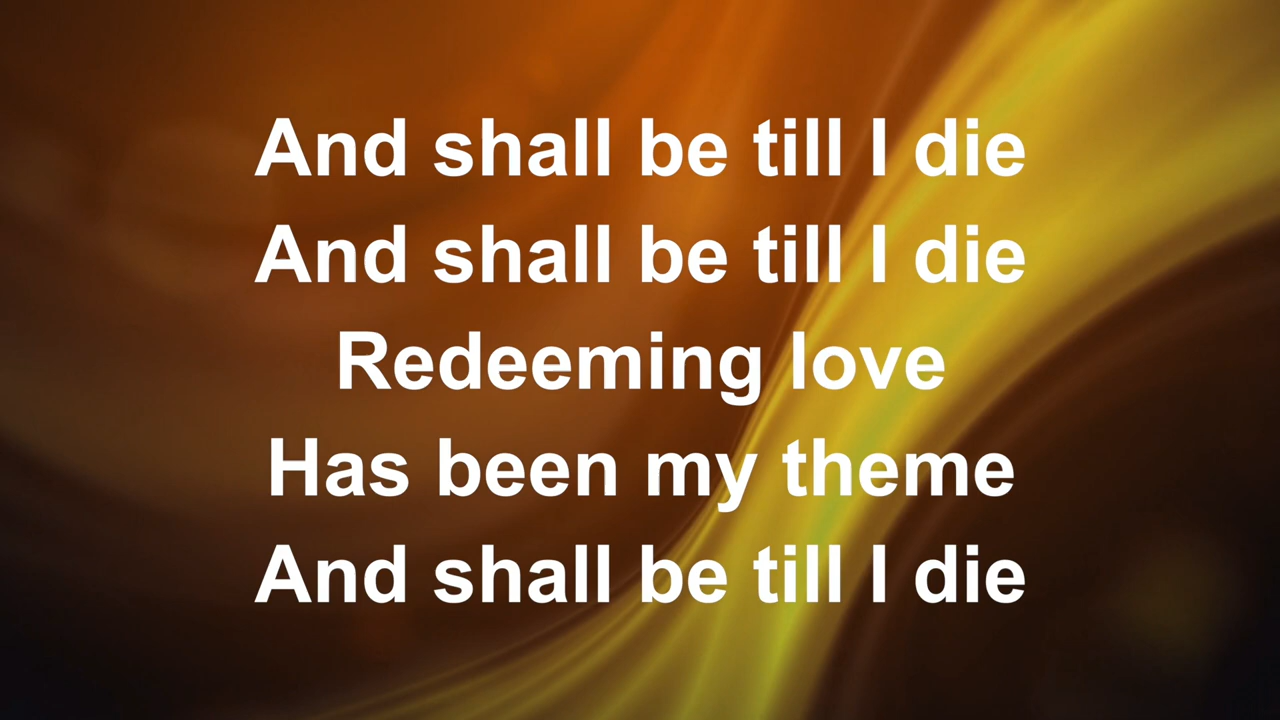 And shall be till I die
And shall be till I die
Redeeming love
Has been my theme
And shall be till I die